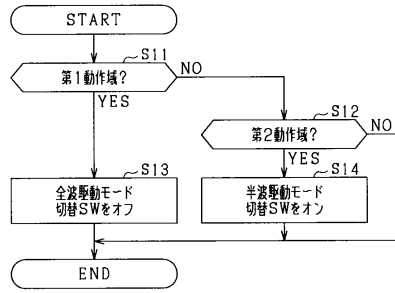 START
S11
第1動作域?
NO
YES
S12
第2動作域?
NO
YES
S13
全波駆動モード
切替SWをオフ
S14
半波駆動モード
切替SWをオン
END